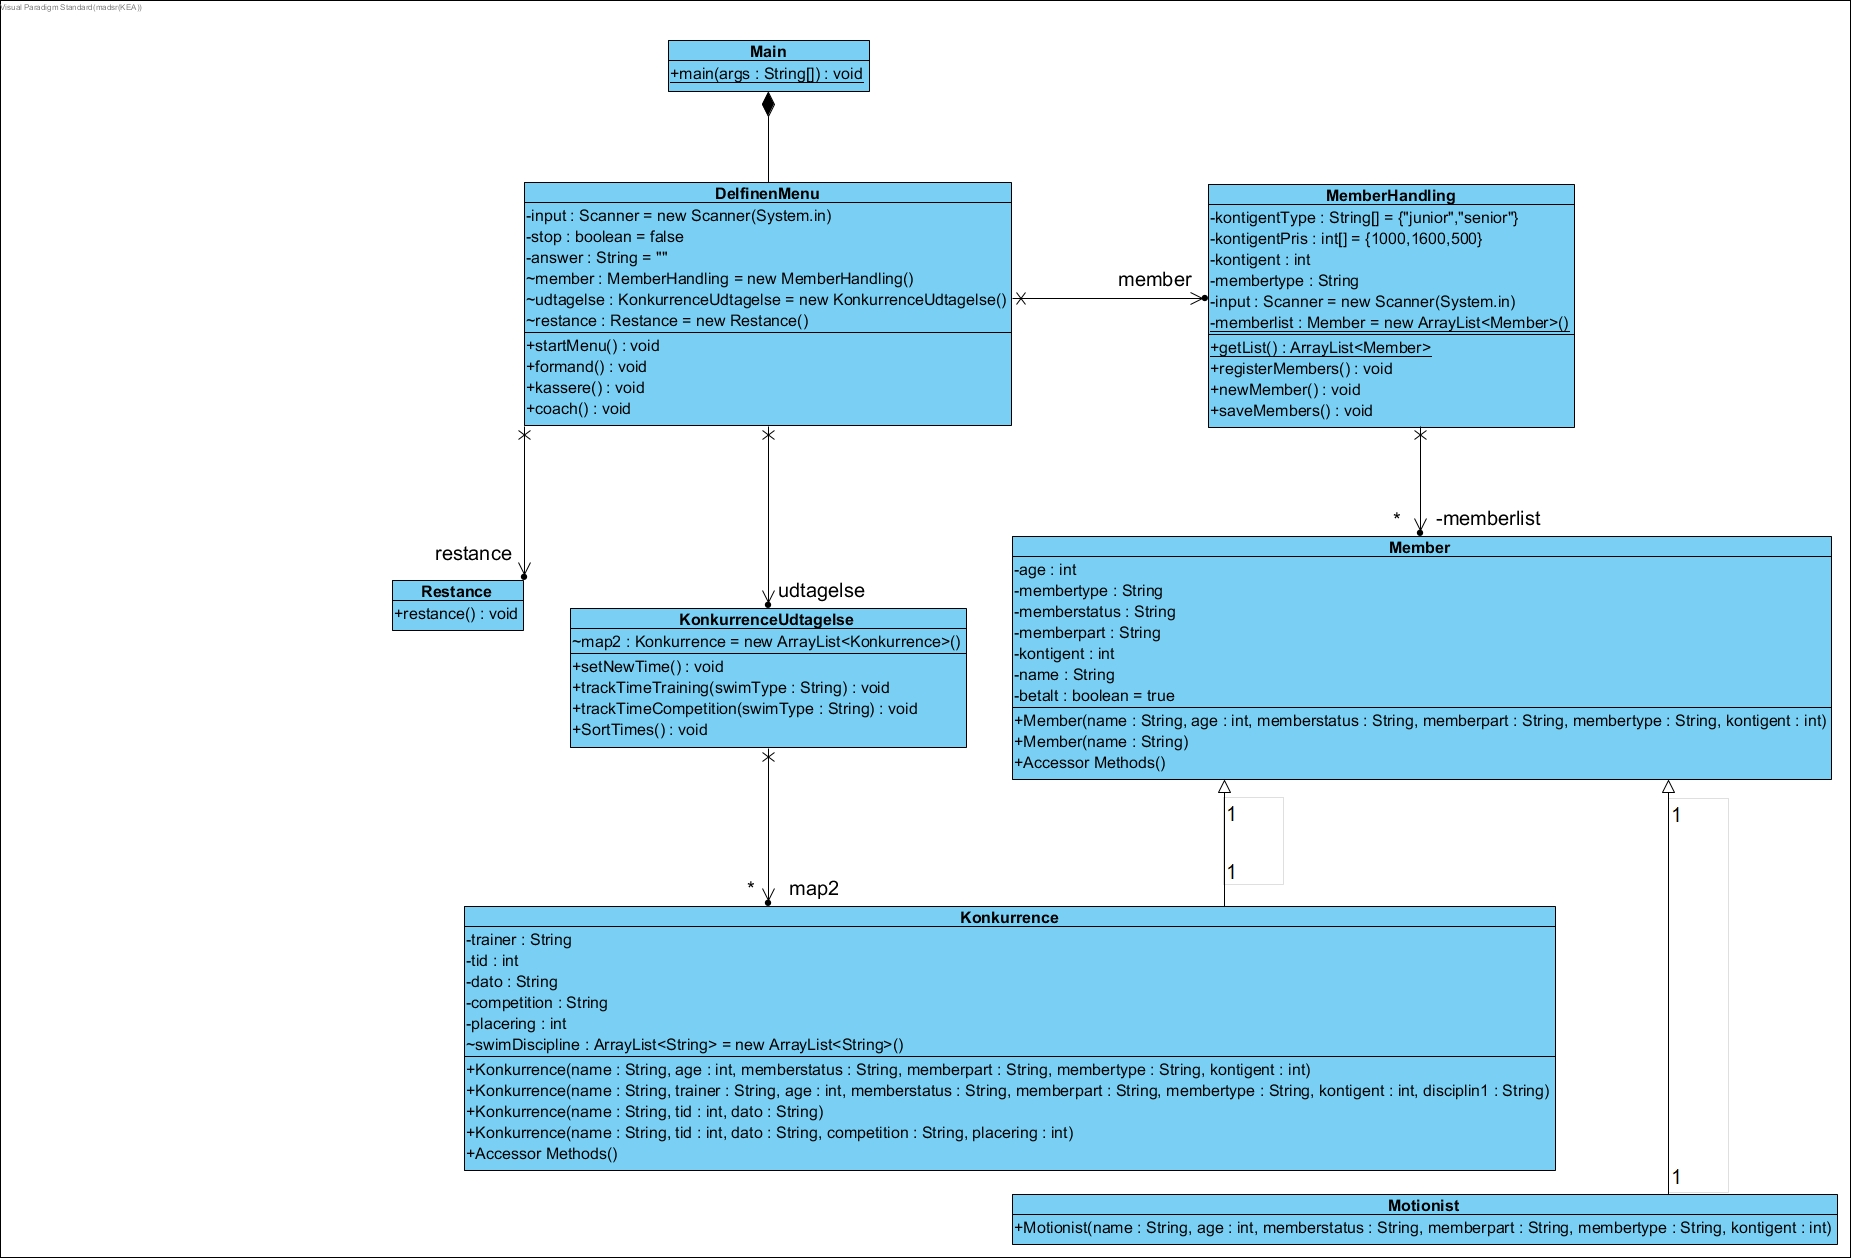 Visual Paradigm Standard(madsr(KEA))
Main
+main(args : String[]) : void
DelfinenMenu
-input : Scanner = new Scanner(System.in)
-stop : boolean = false
-answer : String = ""
~member : MemberHandling = new MemberHandling()
~udtagelse : KonkurrenceUdtagelse = new KonkurrenceUdtagelse()
~restance : Restance = new Restance()
+startMenu() : void
+formand() : void
+kassere() : void
+coach() : void
member
MemberHandling
-kontigentType : String[] = {"junior","senior"}
-kontigentPris : int[] = {1000,1600,500}
-kontigent : int
-membertype : String
-input : Scanner = new Scanner(System.in)
-memberlist : Member = new ArrayList<Member>()
+getList() : ArrayList<Member>
+registerMembers() : void
+newMember() : void
+saveMembers() : void
restance
Restance
+restance() : void
udtagelse
KonkurrenceUdtagelse
~map2 : Konkurrence = new ArrayList<Konkurrence>()
+setNewTime() : void
+trackTimeTraining(swimType : String) : void
+trackTimeCompetition(swimType : String) : void
+SortTimes() : void
* -memberlist
Member
-age : int
-membertype : String
-memberstatus : String
-memberpart : String
-kontigent : int
-name : String
-betalt : boolean = true
+Member(name : String, age : int, memberstatus : String, memberpart : String, membertype : String, kontigent : int)
+Member(name : String)
+Accessor Methods()
1
1
1
1
* map2
Konkurrence
-trainer : String
-tid : int
-dato : String
-competition : String
-placering : int
~swimDiscipline : ArrayList<String> = new ArrayList<String>()
+Konkurrence(name : String, age : int, memberstatus : String, memberpart : String, membertype : String, kontigent : int)
+Konkurrence(name : String, trainer : String, age : int, memberstatus : String, memberpart : String, membertype : String, kontigent : int, disciplin1 : String)
+Konkurrence(name : String, tid : int, dato : String)
+Konkurrence(name : String, tid : int, dato : String, competition : String, placering : int)
+Accessor Methods()
Motionist
+Motionist(name : String, age : int, memberstatus : String, memberpart : String, membertype : String, kontigent : int)